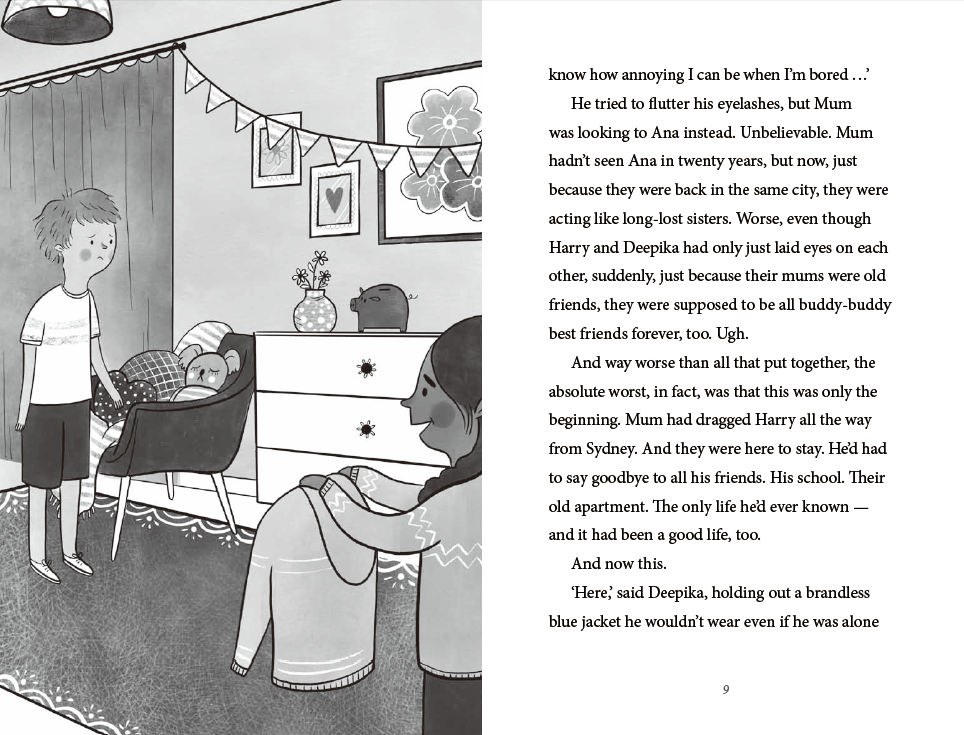 know how annoying I can be when I’m bored …’
He tried to flutter his eyelashes, but Mum
was looking to Ana instead. Unbelievable. Mum
hadn’t seen Ana in twenty years, but now, just
because they were back in the same city, they were
acting like long-lost sisters. Worse, even though
Harry and Deepika had only just laid eyes on each
other, suddenly, just because their mums were old
friends, they were supposed to be all buddy-buddy
best friends forever, too. Ugh.
And way worse than all that put together, the
absolute worst, in fact, was that this was only the
beginning. Mum had dragged Harry all the way
from Sydney. And they were here to stay. He’d had
to say goodbye to all his friends. His school. Their
old apartment. The only life he’d ever known —
and it had been a good life, too.
And now this.
‘Here,’ said Deepika, holding out a brandless
blue jacket he wouldn’t wear even if he was alone
9